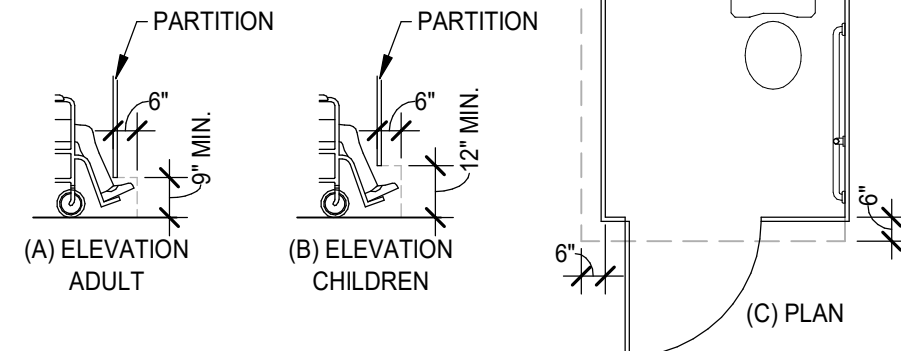 PARTITION
6"
9" MIN.
(A) ELEVATION
ADULT
PARTITION
6"
12" MIN.
(B) ELEVATION
CHILDREN
6"
6"
(C) PLAN